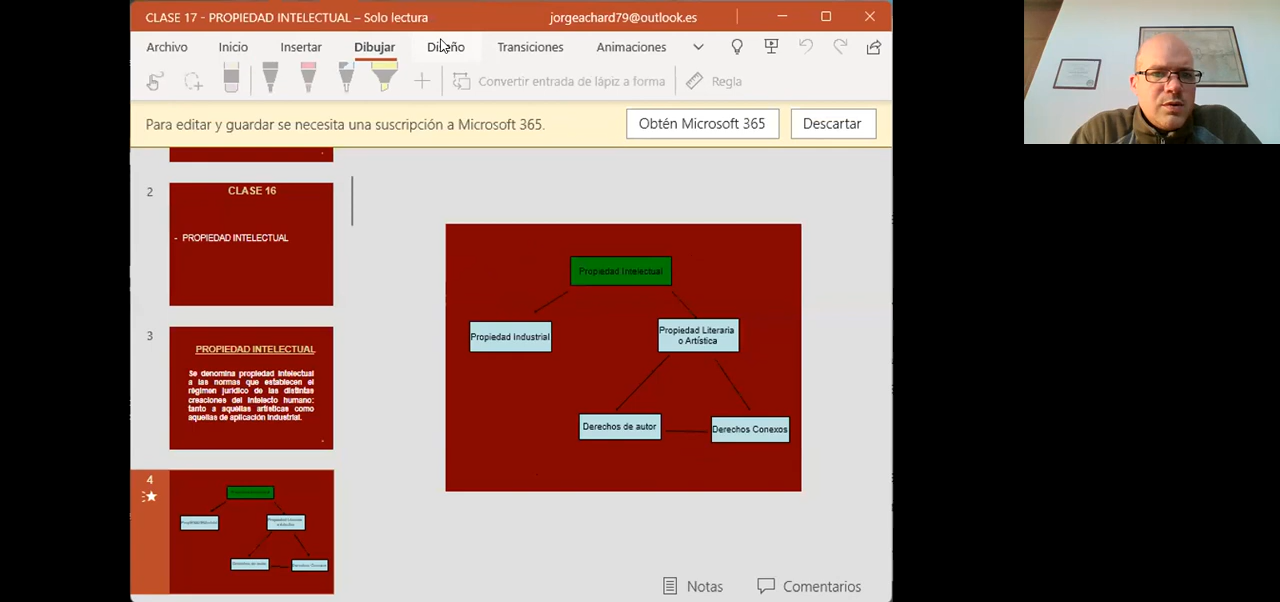 CLASE 17 - PROPIEDAD INTELECTUAL – Solo lectura
jorgeachard79@outlook.es
Archivo Inicio Insertar Dibujar Diseño Transiciones Animaciones
Convertir entrada de lápiz a forma Regla
Para editar y guardar se necesita una suscripción a Microsoft 365.
Obtén Microsoft 365
Descartar
2
CLASE 16
- PROPIEDAD INTELECTUAL
3
PROPIEDAD INTELECTUAL
Se denomina propiedad intelectual
a las normas que establecen el
régimen jurídico de las distintas
creaciones del intelecto humano:
tanto a aquéllas artísticas como
aquellas de aplicación industrial.
4
Propiedad Intelectual
Propiedad Industrial
Propiedad Literaria
o Artística
Derechos de autor
Derechos Conexos
Notas
Comentarios